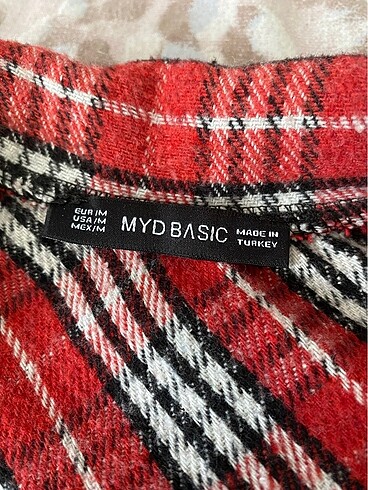 EUR/M
USA/M
MEX/M
MYD BASIC
MADE IN
TURKEY